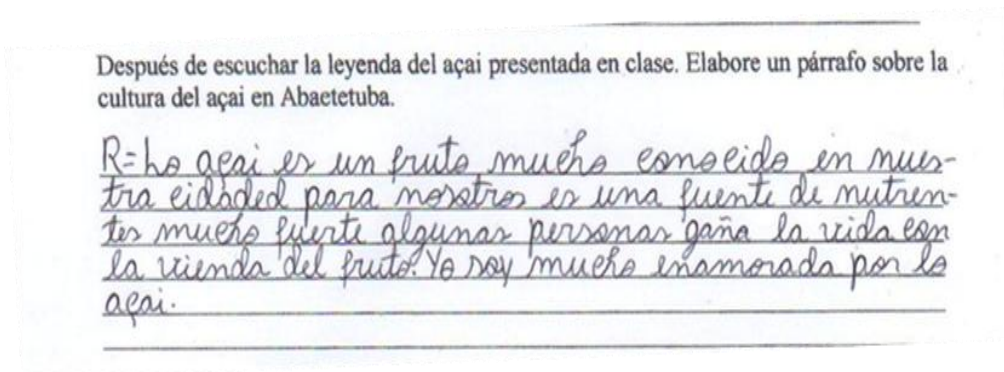 Después de escuchar la leyenda del açai presentada en clase. Elabore un párrafo sobre la
cultura del açai en Abaetetuba.
R= Lo açai es un fruto mucho conocido en nues-
tra cidaded para nosotros es una fuente de nutren-
tes mucho fuerte algunas personas gaña la vida con
la vienda del fruto. Yo soy mucho enamorada por lo
açai.